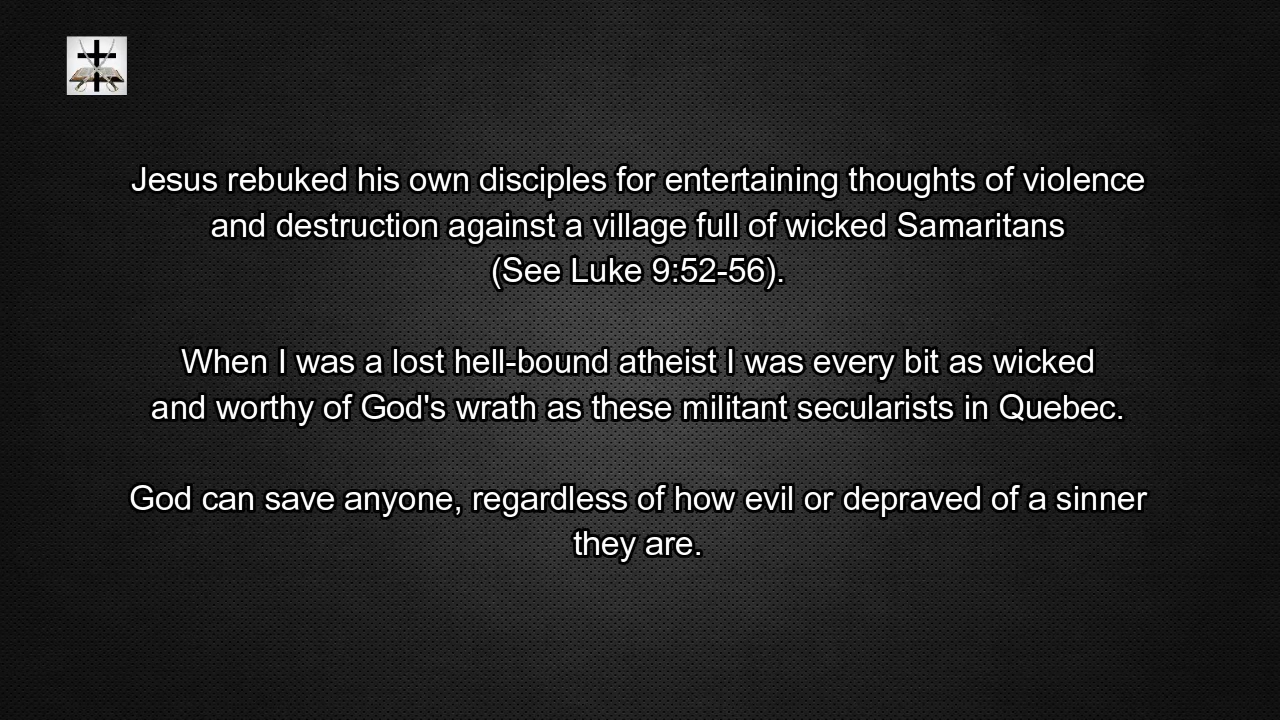 Jesus rebuked his own disciples for entertaining thoughts of violence
and destruction against a village full of wicked Samaritans
(See Luke 9:52-56).
When I was a lost hell-bound atheist I was every bit as wicked
and worthy of God's wrath as these militant secularists in Quebec.
God can save anyone, regardless of how evil or depraved of a sinner
they are.